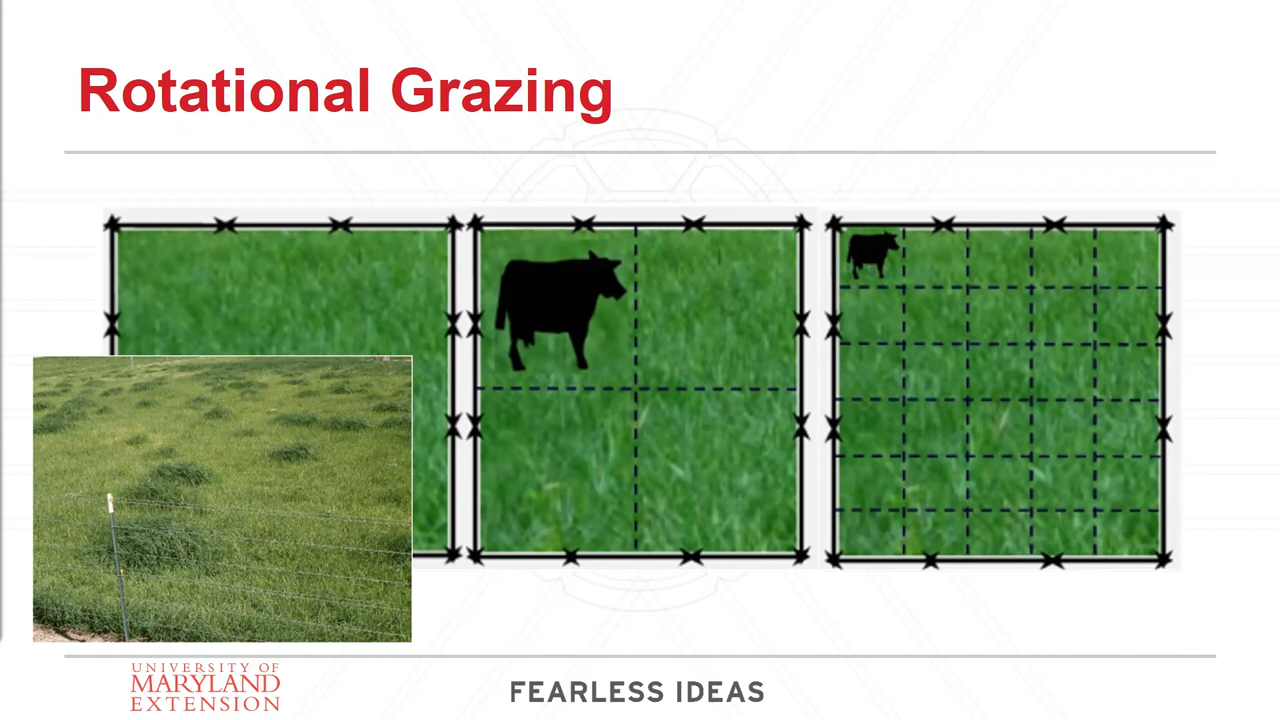 Rotational Grazing
UNIVERSITY OF
MARYLAND
EXTENSION
FEARLESS IDEAS